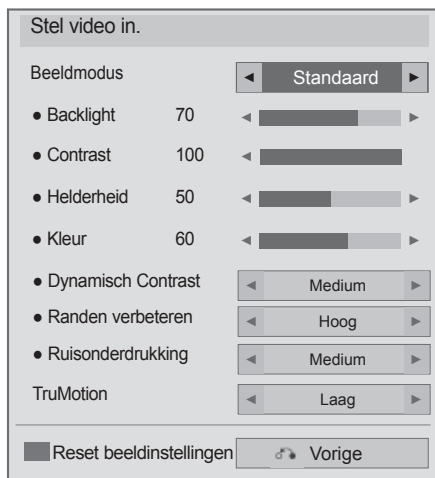 Stel video in.
Beeldmodus ◄ Standaard ►
● Backlight 70 ◄ ►
● Contrast 100 ◄
● Helderheid 50 ◄ ►
● Kleur 60 ◄ ►
● Dynamisch Contrast ◄ Medium ►
● Randen verbeteren ◄ Hoog ►
● Ruisonderdrukking ◄ Medium ►
TruMotion ◄ Laag ►
Reset beeldinstellingen Vorige